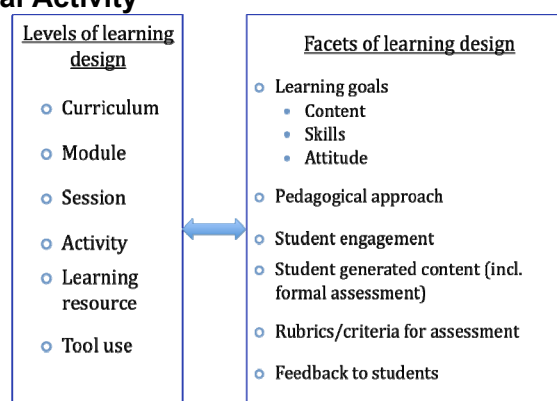 al Activity
Levels of learning
design
Curriculum
Module
Session
Activity
Learning
resource
Tool use
Facets of learning design
Learning goals
Content
Skills
Attitude
Pedagogical approach
Student engagement
Student generated content (incl.
formal assessment)
Rubrics/criteria for assessment
Feedback to students